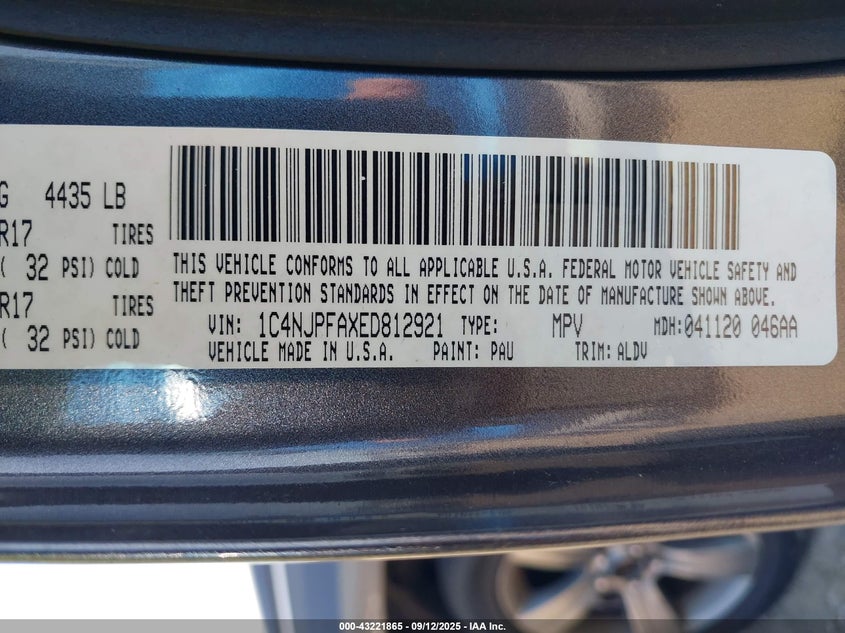 G 4435 LB
R17 TIRES
( 32 PSI) COLD
R17 TIRES
( 32 PSI) COLD
THIS VEHICLE CONFORMS TO ALL APPLICABLE U.S.A. FEDERAL MOTOR VEHICLE SAFETY AND
THEFT PREVENTION STANDARDS IN EFFECT ON THE DATE OF MANUFACTURE SHOWN ABOVE.
VIN: 1C4NJPFAXED812921 TYPE: MPV MDH: 041120 046AA
VEHICLE MADE IN U.S.A. PAINT: PAU TRIM: ALDV
000-43221865 - 09/12/2025 - IAA Inc.